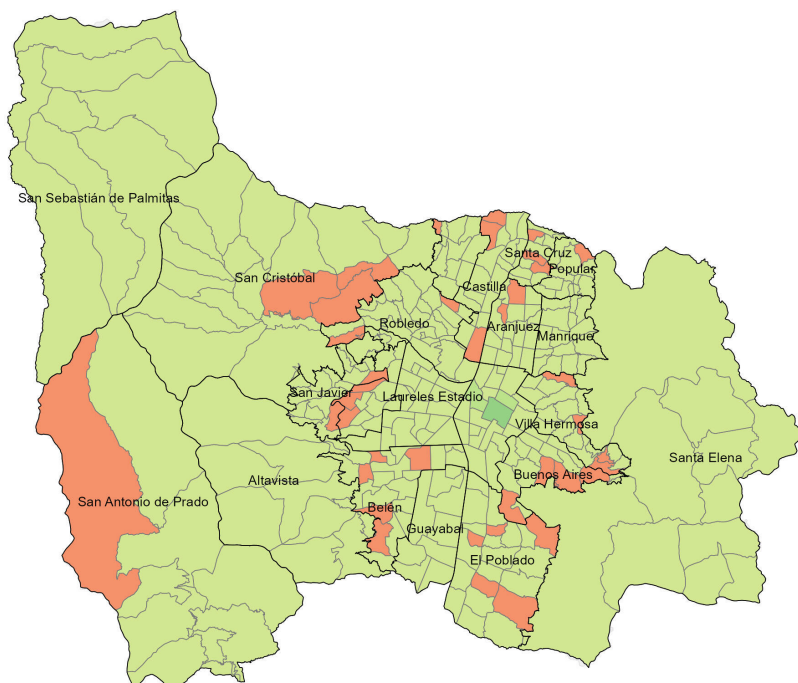 San Sebastián de Palmitas
San Cristóbal
Santa Cruz
Popular
Castilla
Robledo
Aranjuez
Manrique
San Javier
Laureles Estadio
Villa Hermosa
Santa Elena
Buenos Aires
Altavista
San Antonio de Prado
Belén
Guayabal
El Poblado